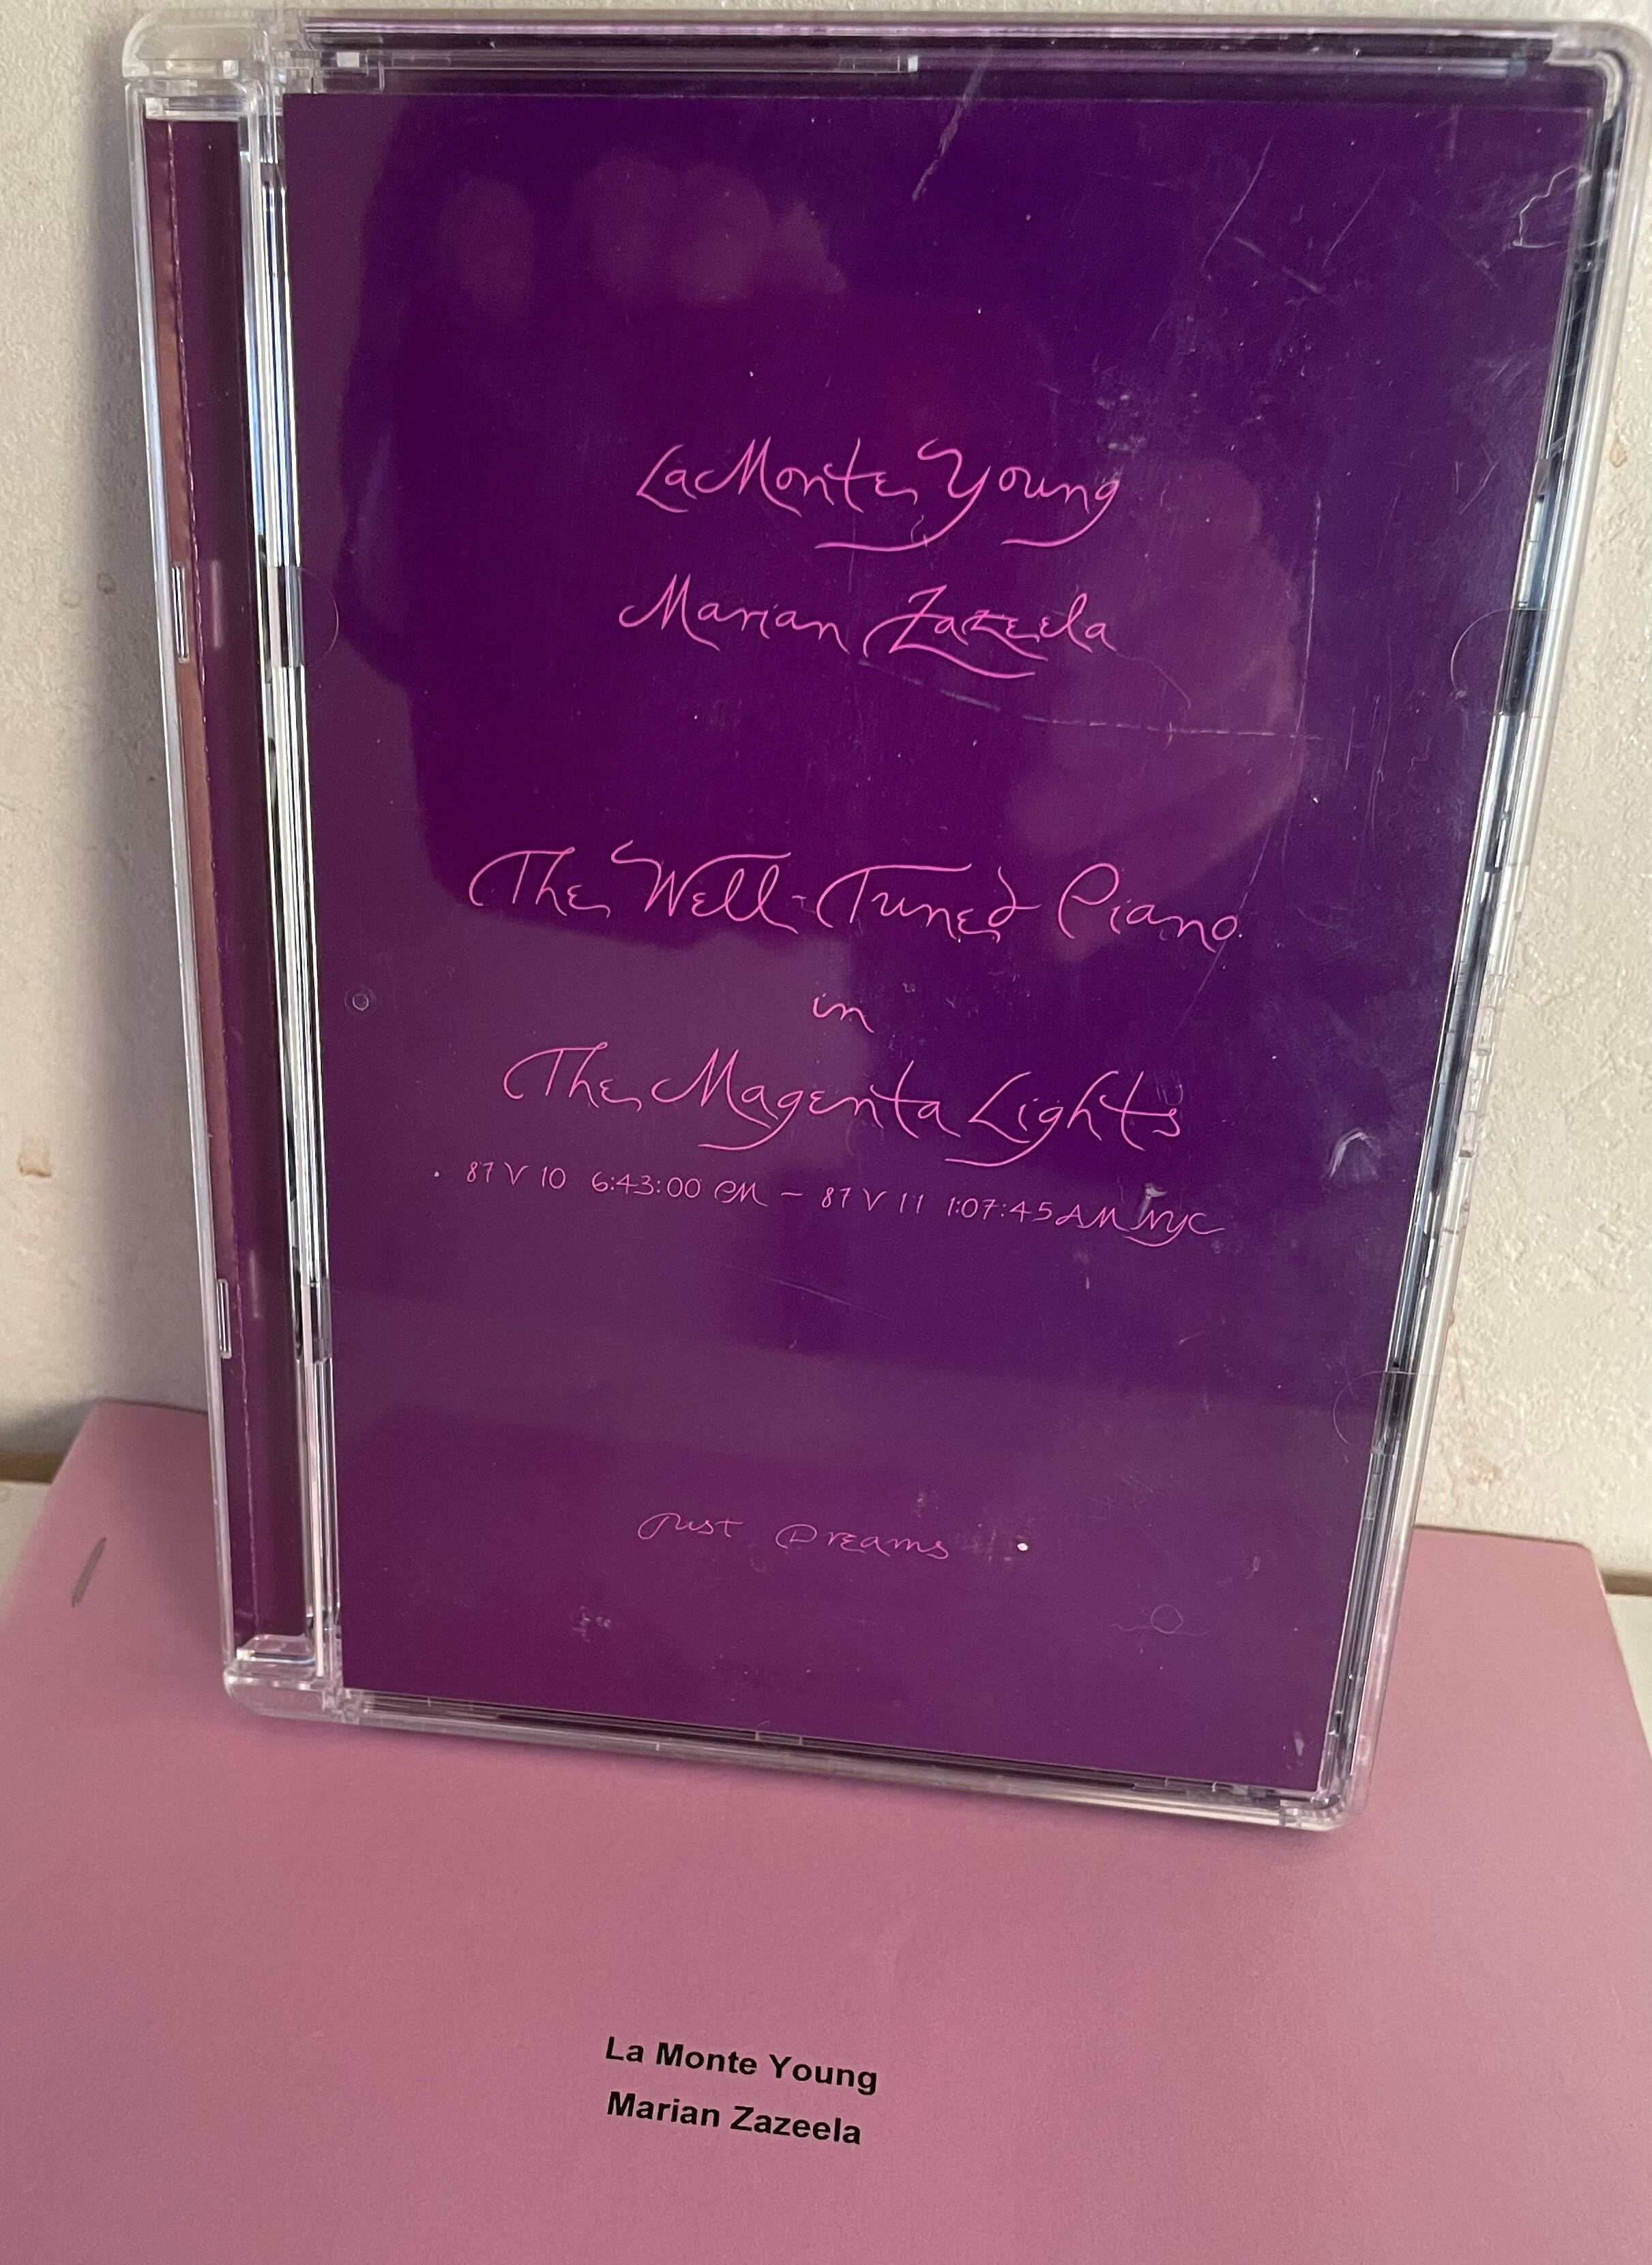 La Monte Young
Marian Zazeela
The Well-Tuned Piano
in
The Magenta Lights
87 V 10 6:43:00 PM – 87 V 11 1:07:45 AM NYC
Just Dreams
La Monte Young
Marian Zazeela